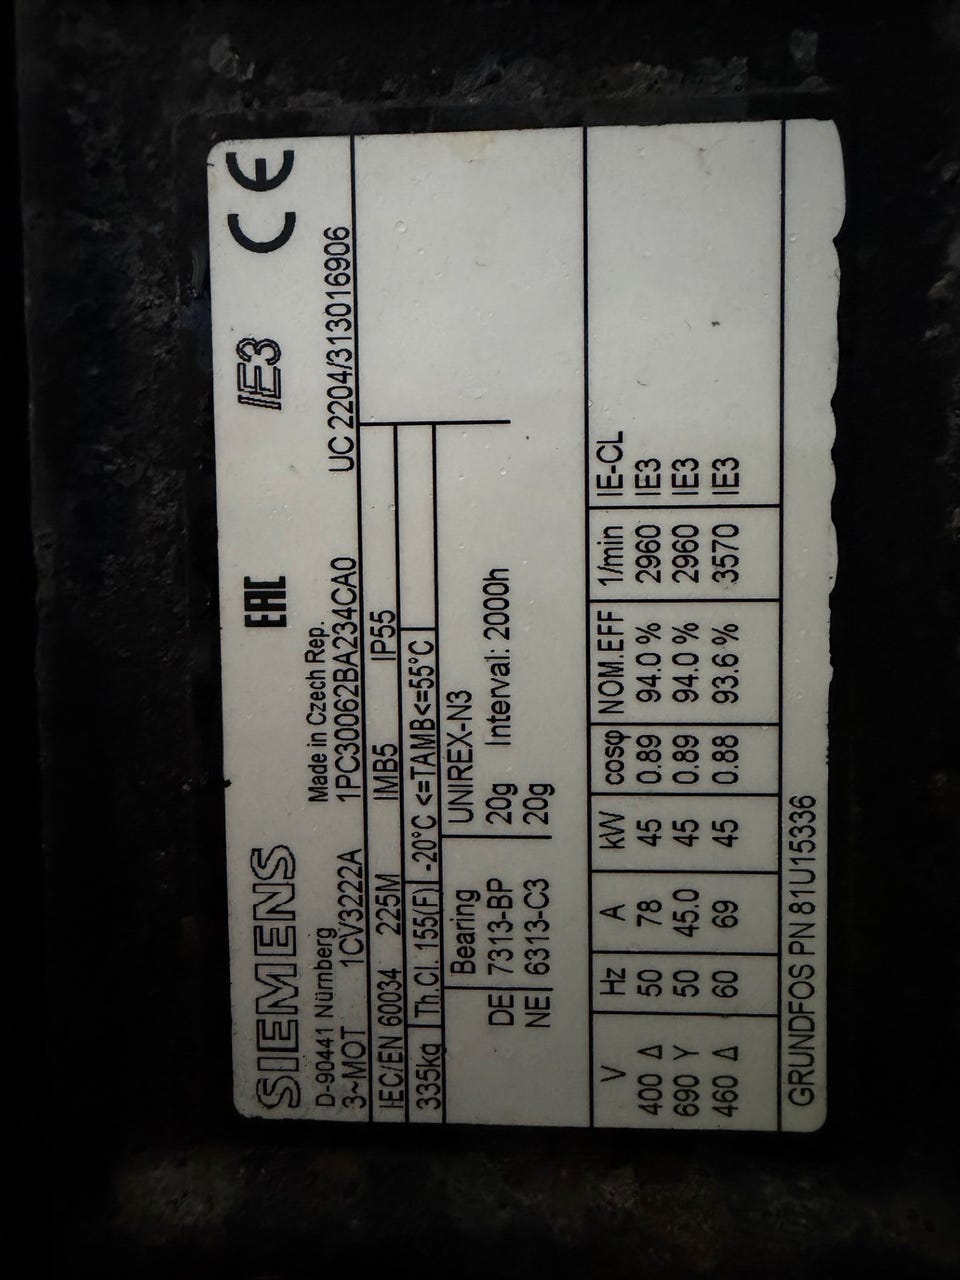 SIEMENS EAC IE3 CE
D-90441 Nürnberg Made in Czech Rep.
3~MOT 1CV3222A 1PC30062BA234CA0 UC 2204/313016906
IEC/EN 60034 225M IMB5 IP55
335kg Th.Cl. 155(F) -20°C <=TAMB<=55°C
Bearing UNIREX-N3
DE 7313-BP 20g Interval: 2000h
NE 6313-C3 20g
V Hz A kW cosφ NOM.EFF 1/min IE-CL
400 Δ 50 78 45 0.89 94.0 % 2960 IE3
690 Y 50 45.0 45 0.89 94.0 % 2960 IE3
460 Δ 60 69 45 0.88 93.6 % 3570 IE3
GRUNDFOS PN 81U15336